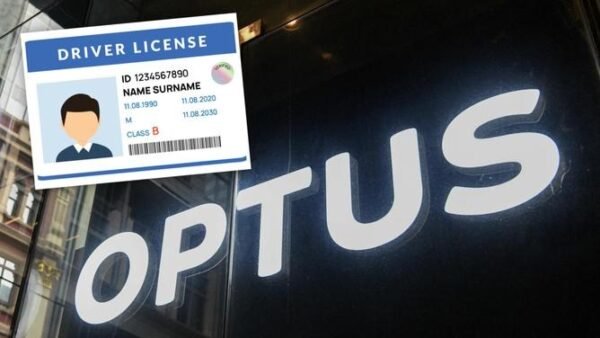 DRIVER LICENSE
ID 1234567890
NAME SURNAME
11.08.1990 11.08.2020
M 11.08.2030
CLASS B
OPTUS